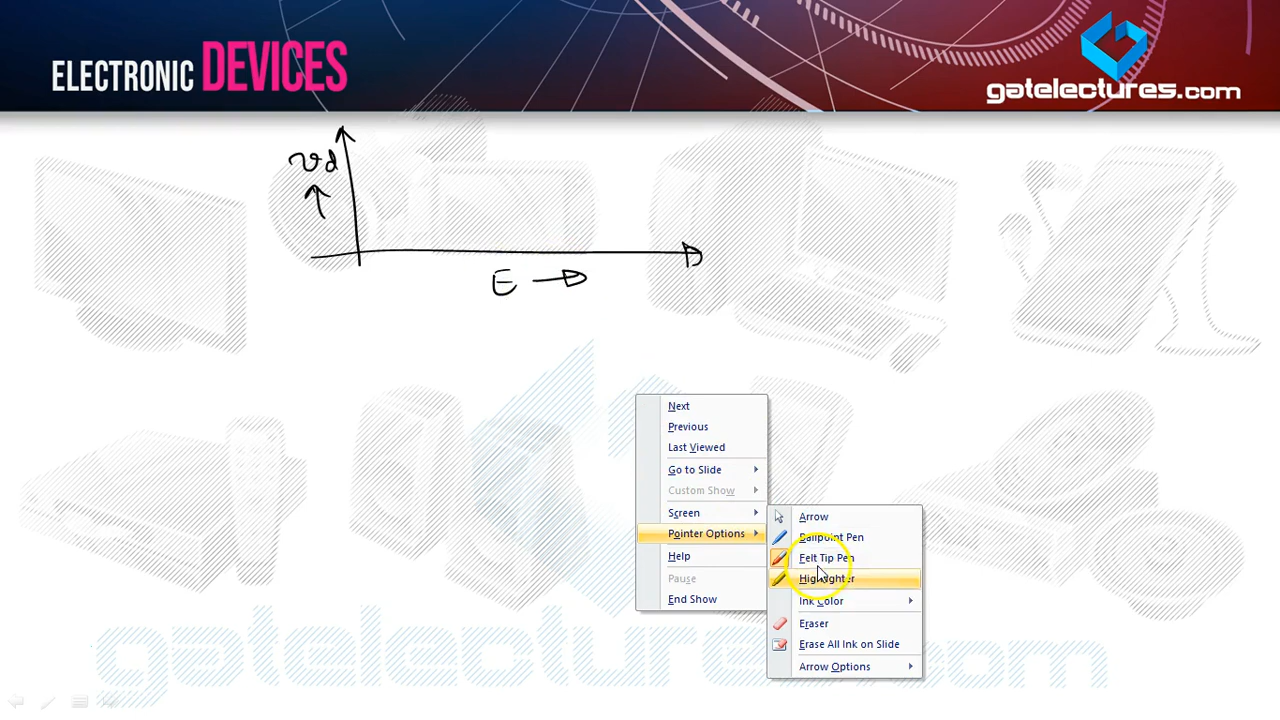 ELECTRONIC DEVICES
gatelectures.com
vd
E
Next
Previous
Last Viewed
Go to Slide
Custom Show
Screen
Pointer Options
Help
Pause
End Show
Arrow
Ballpoint Pen
Felt Tip Pen
Highlighter
Ink Color
Eraser
Erase All Ink on Slide
Arrow Options
gatelectures.com